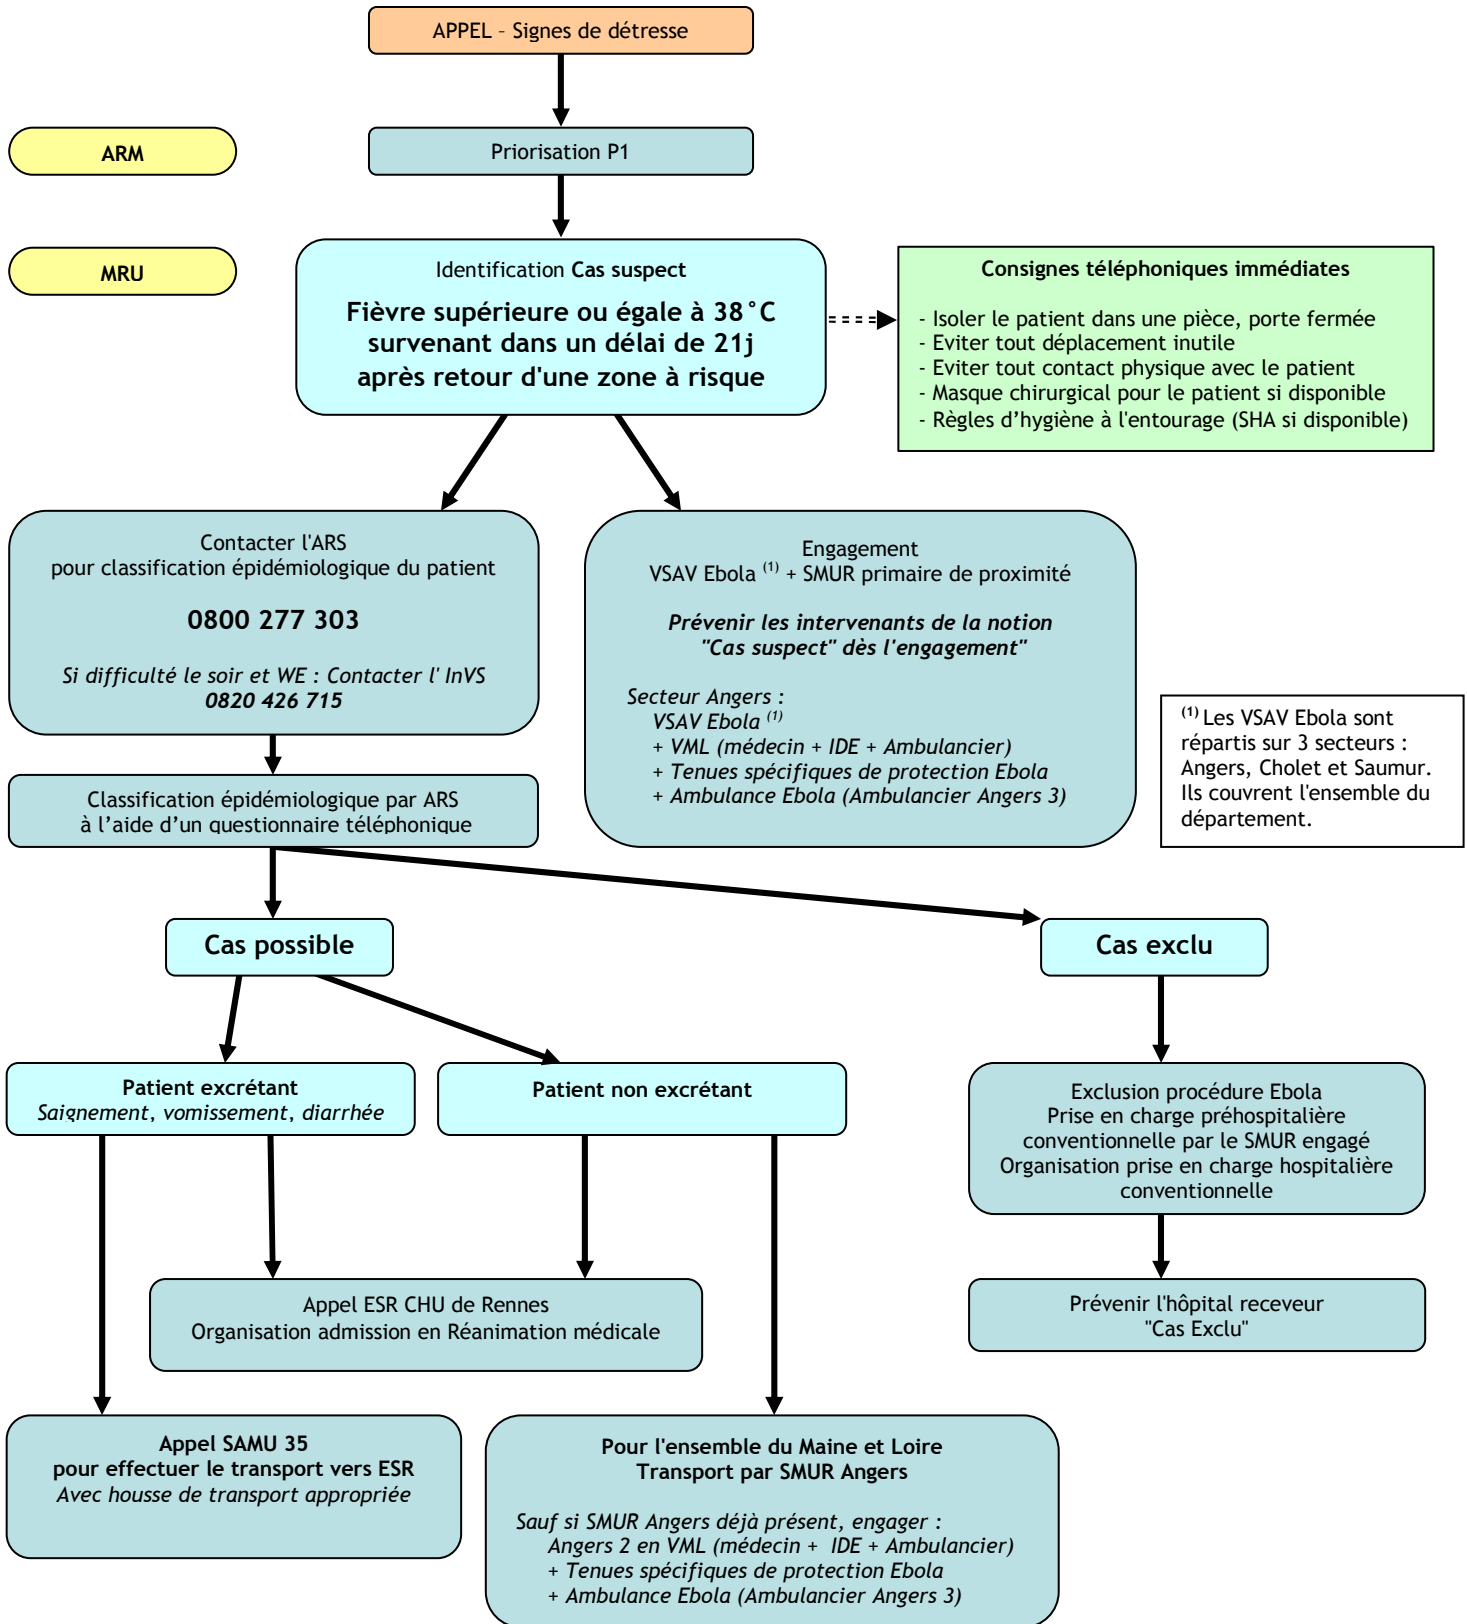 APPEL – Signes de détresse
ARM
Priorisation P1
MRU
Identification Cas suspect
Fièvre supérieure ou égale à 38°C
survenant dans un délai de 21j
après retour d'une zone à risque
Consignes téléphoniques immédiates
- Isoler le patient dans une pièce, porte fermée
- Eviter tout déplacement inutile
- Eviter tout contact physique avec le patient
- Masque chirurgical pour le patient si disponible
- Règles d’hygiène à l'entourage (SHA si disponible)
Contacter l'ARS
pour classification épidémiologique du patient
0800 277 303
Si difficulté le soir et WE : Contacter l' InVS
0820 426 715
Engagement
VSAV Ebola (1) + SMUR primaire de proximité
Prévenir les intervenants de la notion
"Cas suspect" dès l'engagement"
Secteur Angers :
VSAV Ebola (1)
+ VML (médecin + IDE + Ambulancier)
+ Tenues spécifiques de protection Ebola
+ Ambulance Ebola (Ambulancier Angers 3)
(1) Les VSAV Ebola sont
répartis sur 3 secteurs :
Angers, Cholet et Saumur.
Ils couvrent l'ensemble du
département.
Classification épidémiologique par ARS
à l’aide d’un questionnaire téléphonique
Cas possible
Cas exclu
Patient excrétant
Saignement, vomissement, diarrhée
Patient non excrétant
Exclusion procédure Ebola
Prise en charge préhospitalière
conventionnelle par le SMUR engagé
Organisation prise en charge hospitalière
conventionnelle
Appel ESR CHU de Rennes
Organisation admission en Réanimation médicale
Prévenir l'hôpital receveur
"Cas Exclu"
Appel SAMU 35
pour effectuer le transport vers ESR
Avec housse de transport appropriée
Pour l'ensemble du Maine et Loire
Transport par SMUR Angers
Sauf si SMUR Angers déjà présent, engager :
Angers 2 en VML (médecin + IDE + Ambulancier)
+ Tenues spécifiques de protection Ebola
+ Ambulance Ebola (Ambulancier Angers 3)